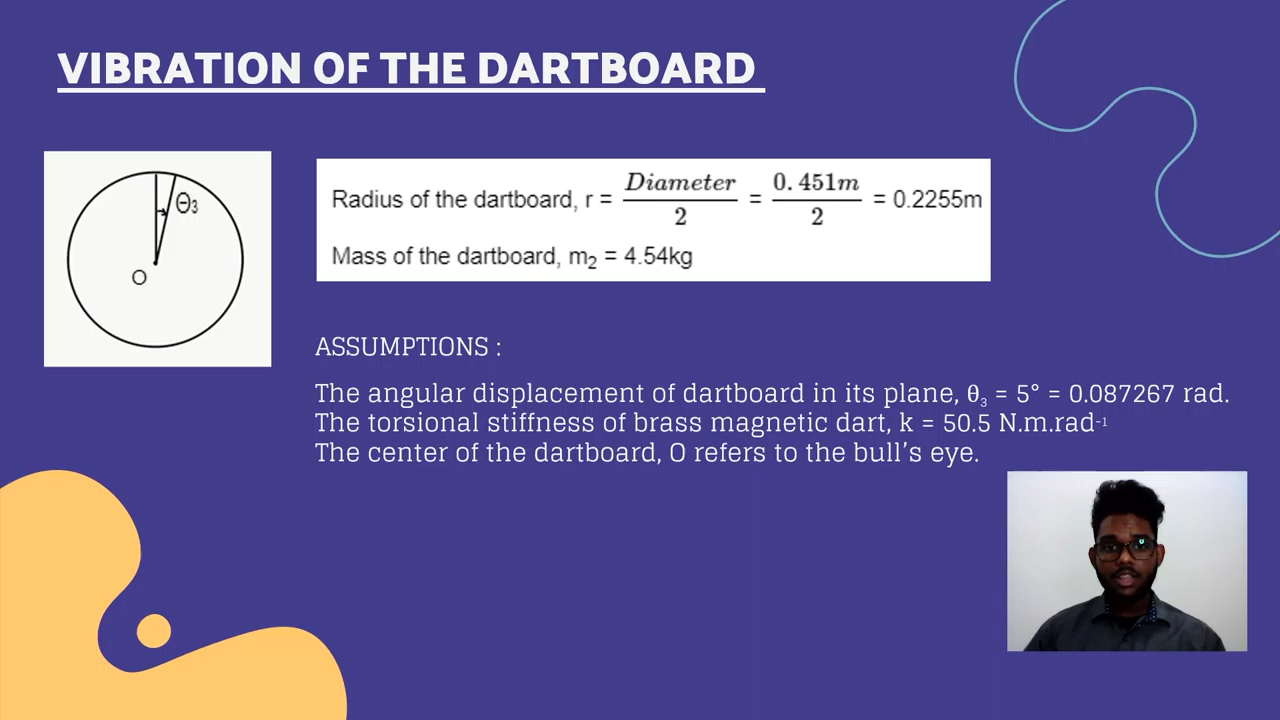 VIBRATION OF THE DARTBOARD
θ₃
O
Radius of the dartboard, r = Diameter/2 = 0.451m/2 = 0.2255m
Mass of the dartboard, m₂ = 4.54kg
ASSUMPTIONS :
The angular displacement of dartboard in its plane, θ₃ = 5° = 0.087267 rad.
The torsional stiffness of brass magnetic dart, k = 50.5 N.m.rad⁻¹
The center of the dartboard, O refers to the bull’s eye.